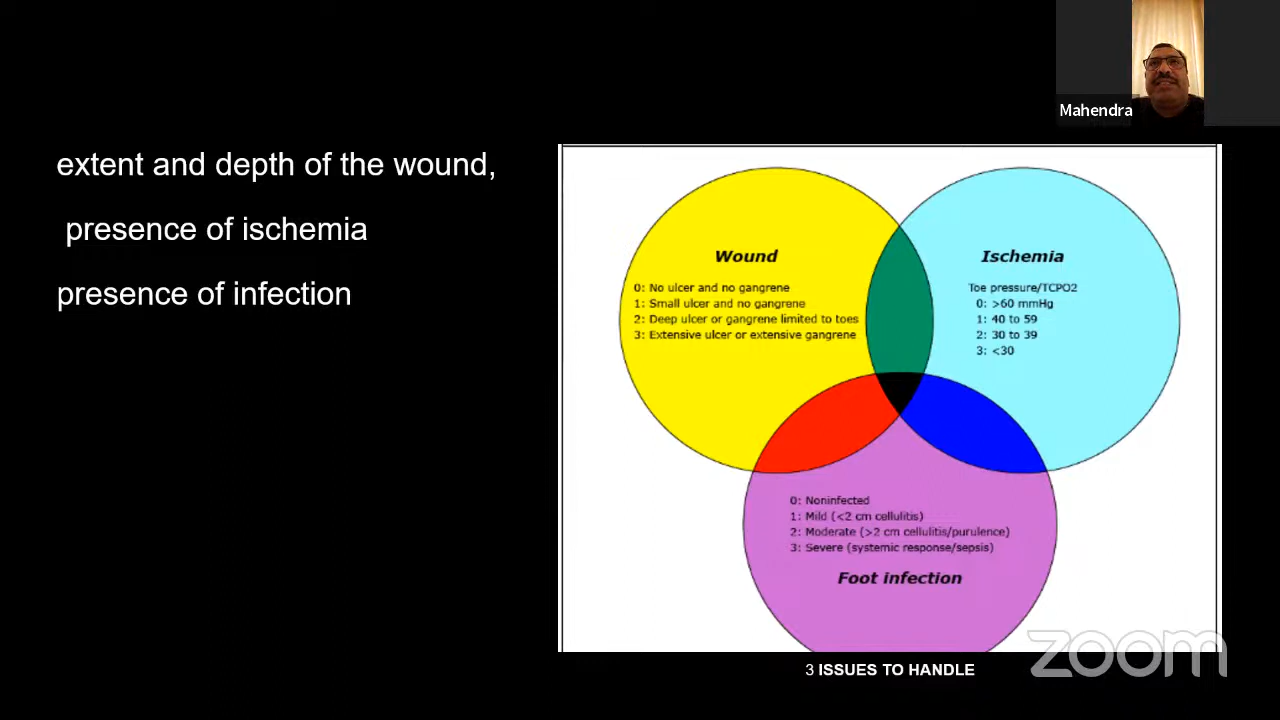 Mahendra
extent and depth of the wound,
presence of ischemia
presence of infection
Wound
0: No ulcer and no gangrene
1: Small ulcer and no gangrene
2: Deep ulcer or gangrene limited to toes
3: Extensive ulcer or extensive gangrene
Ischemia
Toe pressure/TCPO2
0: >60 mmHg
1: 40 to 59
2: 30 to 39
3: <30
0: Noninfected
1: Mild (<2 cm cellulitis)
2: Moderate (>2 cm cellulitis/purulence)
3: Severe (systemic response/sepsis)
Foot infection
3 ISSUES TO HANDLE
zoom